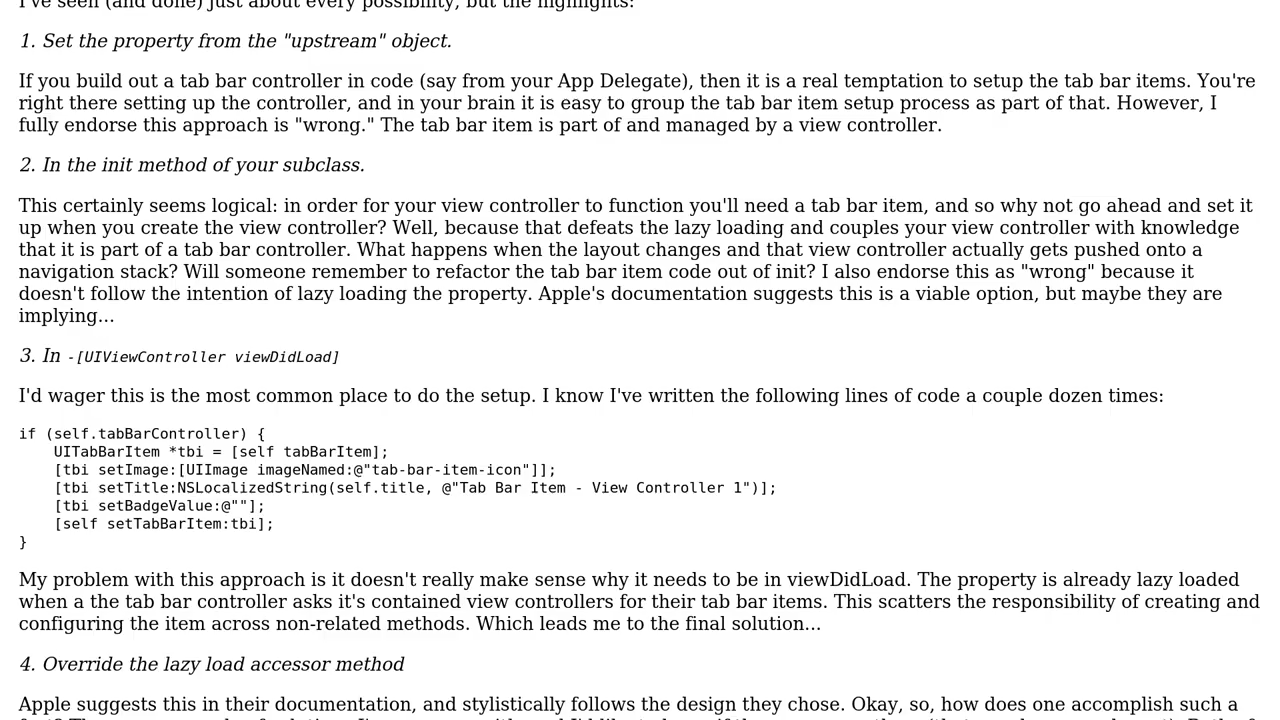 I've seen (and done) just about every possibility, but the highlights:
1. Set the property from the "upstream" object.
If you build out a tab bar controller in code (say from your App Delegate), then it is a real temptation to setup the tab bar items. You're
right there setting up the controller, and in your brain it is easy to group the tab bar item setup process as part of that. However, I
fully endorse this approach is "wrong." The tab bar item is part of and managed by a view controller.
2. In the init method of your subclass.
This certainly seems logical: in order for your view controller to function you'll need a tab bar item, and so why not go ahead and set it
up when you create the view controller? Well, because that defeats the lazy loading and couples your view controller with knowledge
that it is part of a tab bar controller. What happens when the layout changes and that view controller actually gets pushed onto a
navigation stack? Will someone remember to refactor the tab bar item code out of init? I also endorse this as "wrong" because it
doesn't follow the intention of lazy loading the property. Apple's documentation suggests this is a viable option, but maybe they are
implying...
3. In -[UIViewController viewDidLoad]
I'd wager this is the most common place to do the setup. I know I've written the following lines of code a couple dozen times:
if (self.tabBarController) {
    UITabBarItem *tbi = [self tabBarItem];
    [tbi setImage:[UIImage imageNamed:@"tab-bar-item-icon"]];
    [tbi setTitle:NSLocalizedString(self.title, @"Tab Bar Item - View Controller 1")];
    [tbi setBadgeValue:@""];
    [self setTabBarItem:tbi];
}
My problem with this approach is it doesn't really make sense why it needs to be in viewDidLoad. The property is already lazy loaded
when a the tab bar controller asks it's contained view controllers for their tab bar items. This scatters the responsibility of creating and
configuring the item across non-related methods. Which leads me to the final solution...
4. Override the lazy load accessor method
Apple suggests this in their documentation, and stylistically follows the design they chose. Okay, so, how does one accomplish such a